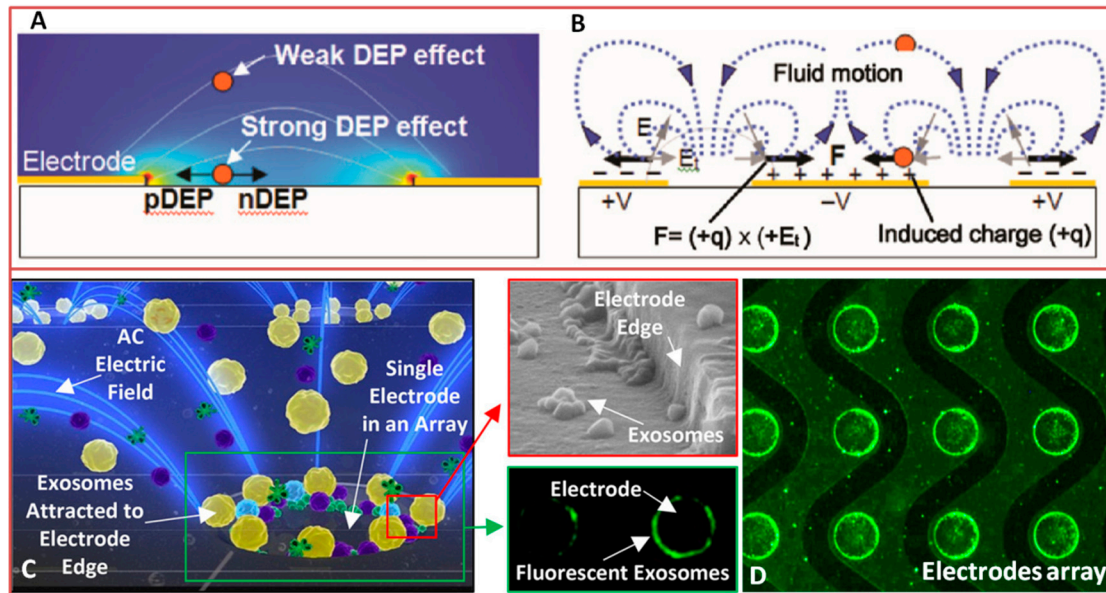 A
Weak DEP effect
Strong DEP effect
Electrode
pDEP nDEP
B
Fluid motion
E
Et
F
− − − + + + + + + − − −
+V −V +V
F= (+q) x (+Et) Induced charge (+q)
AC
Electric
Field
Single
Electrode
in an Array
Exosomes
Attracted to
Electrode
Edge
C
Electrode
Edge
Exosomes
Electrode
Fluorescent Exosomes
D
Electrodes array